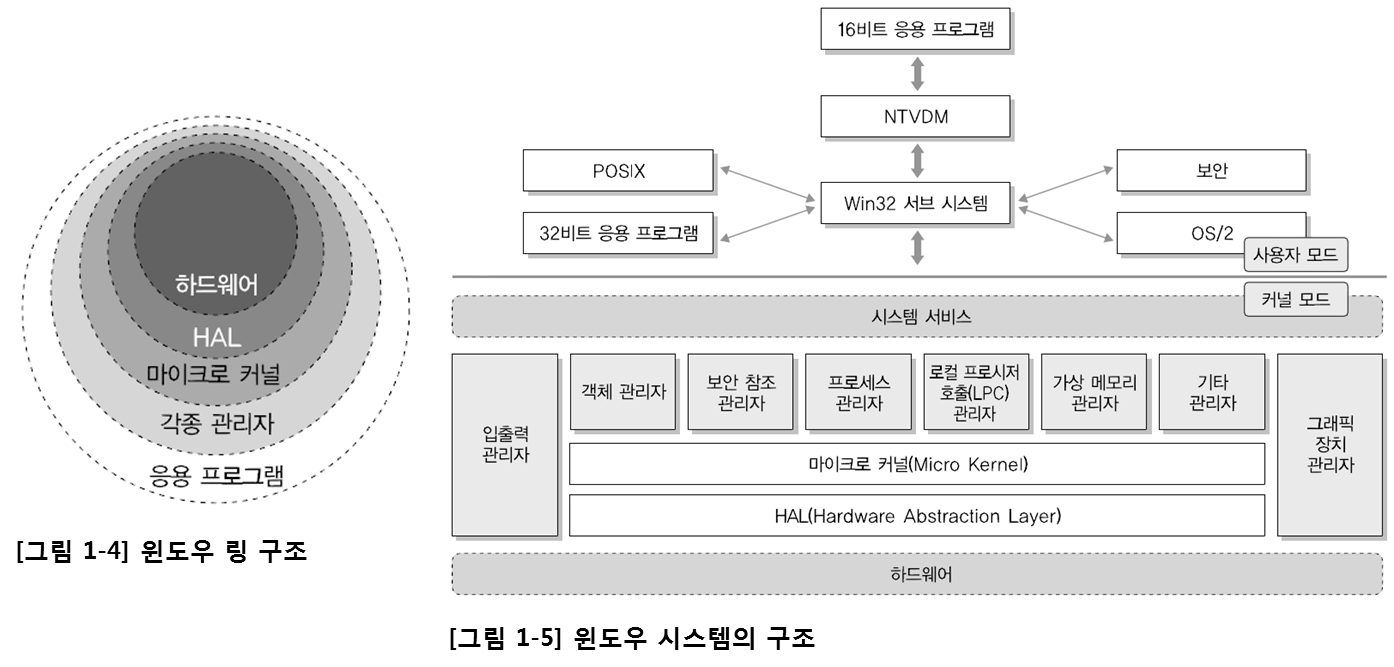 하드웨어
HAL
마이크로 커널
각종 관리자
응용 프로그램
[그림 1-4] 윈도우 링 구조
16비트 응용 프로그램
NTVDM
POSIX
보안
Win32 서브 시스템
32비트 응용 프로그램
OS/2
사용자 모드
커널 모드
시스템 서비스
입출력
관리자
객체 관리자
보안 참조
관리자
프로세스
관리자
로컬 프로시저
호출(LPC)
관리자
가상 메모리
관리자
기타
관리자
그래픽
장치
관리자
마이크로 커널(Micro Kernel)
HAL(Hardware Abstraction Layer)
하드웨어
[그림 1-5] 윈도우 시스템의 구조